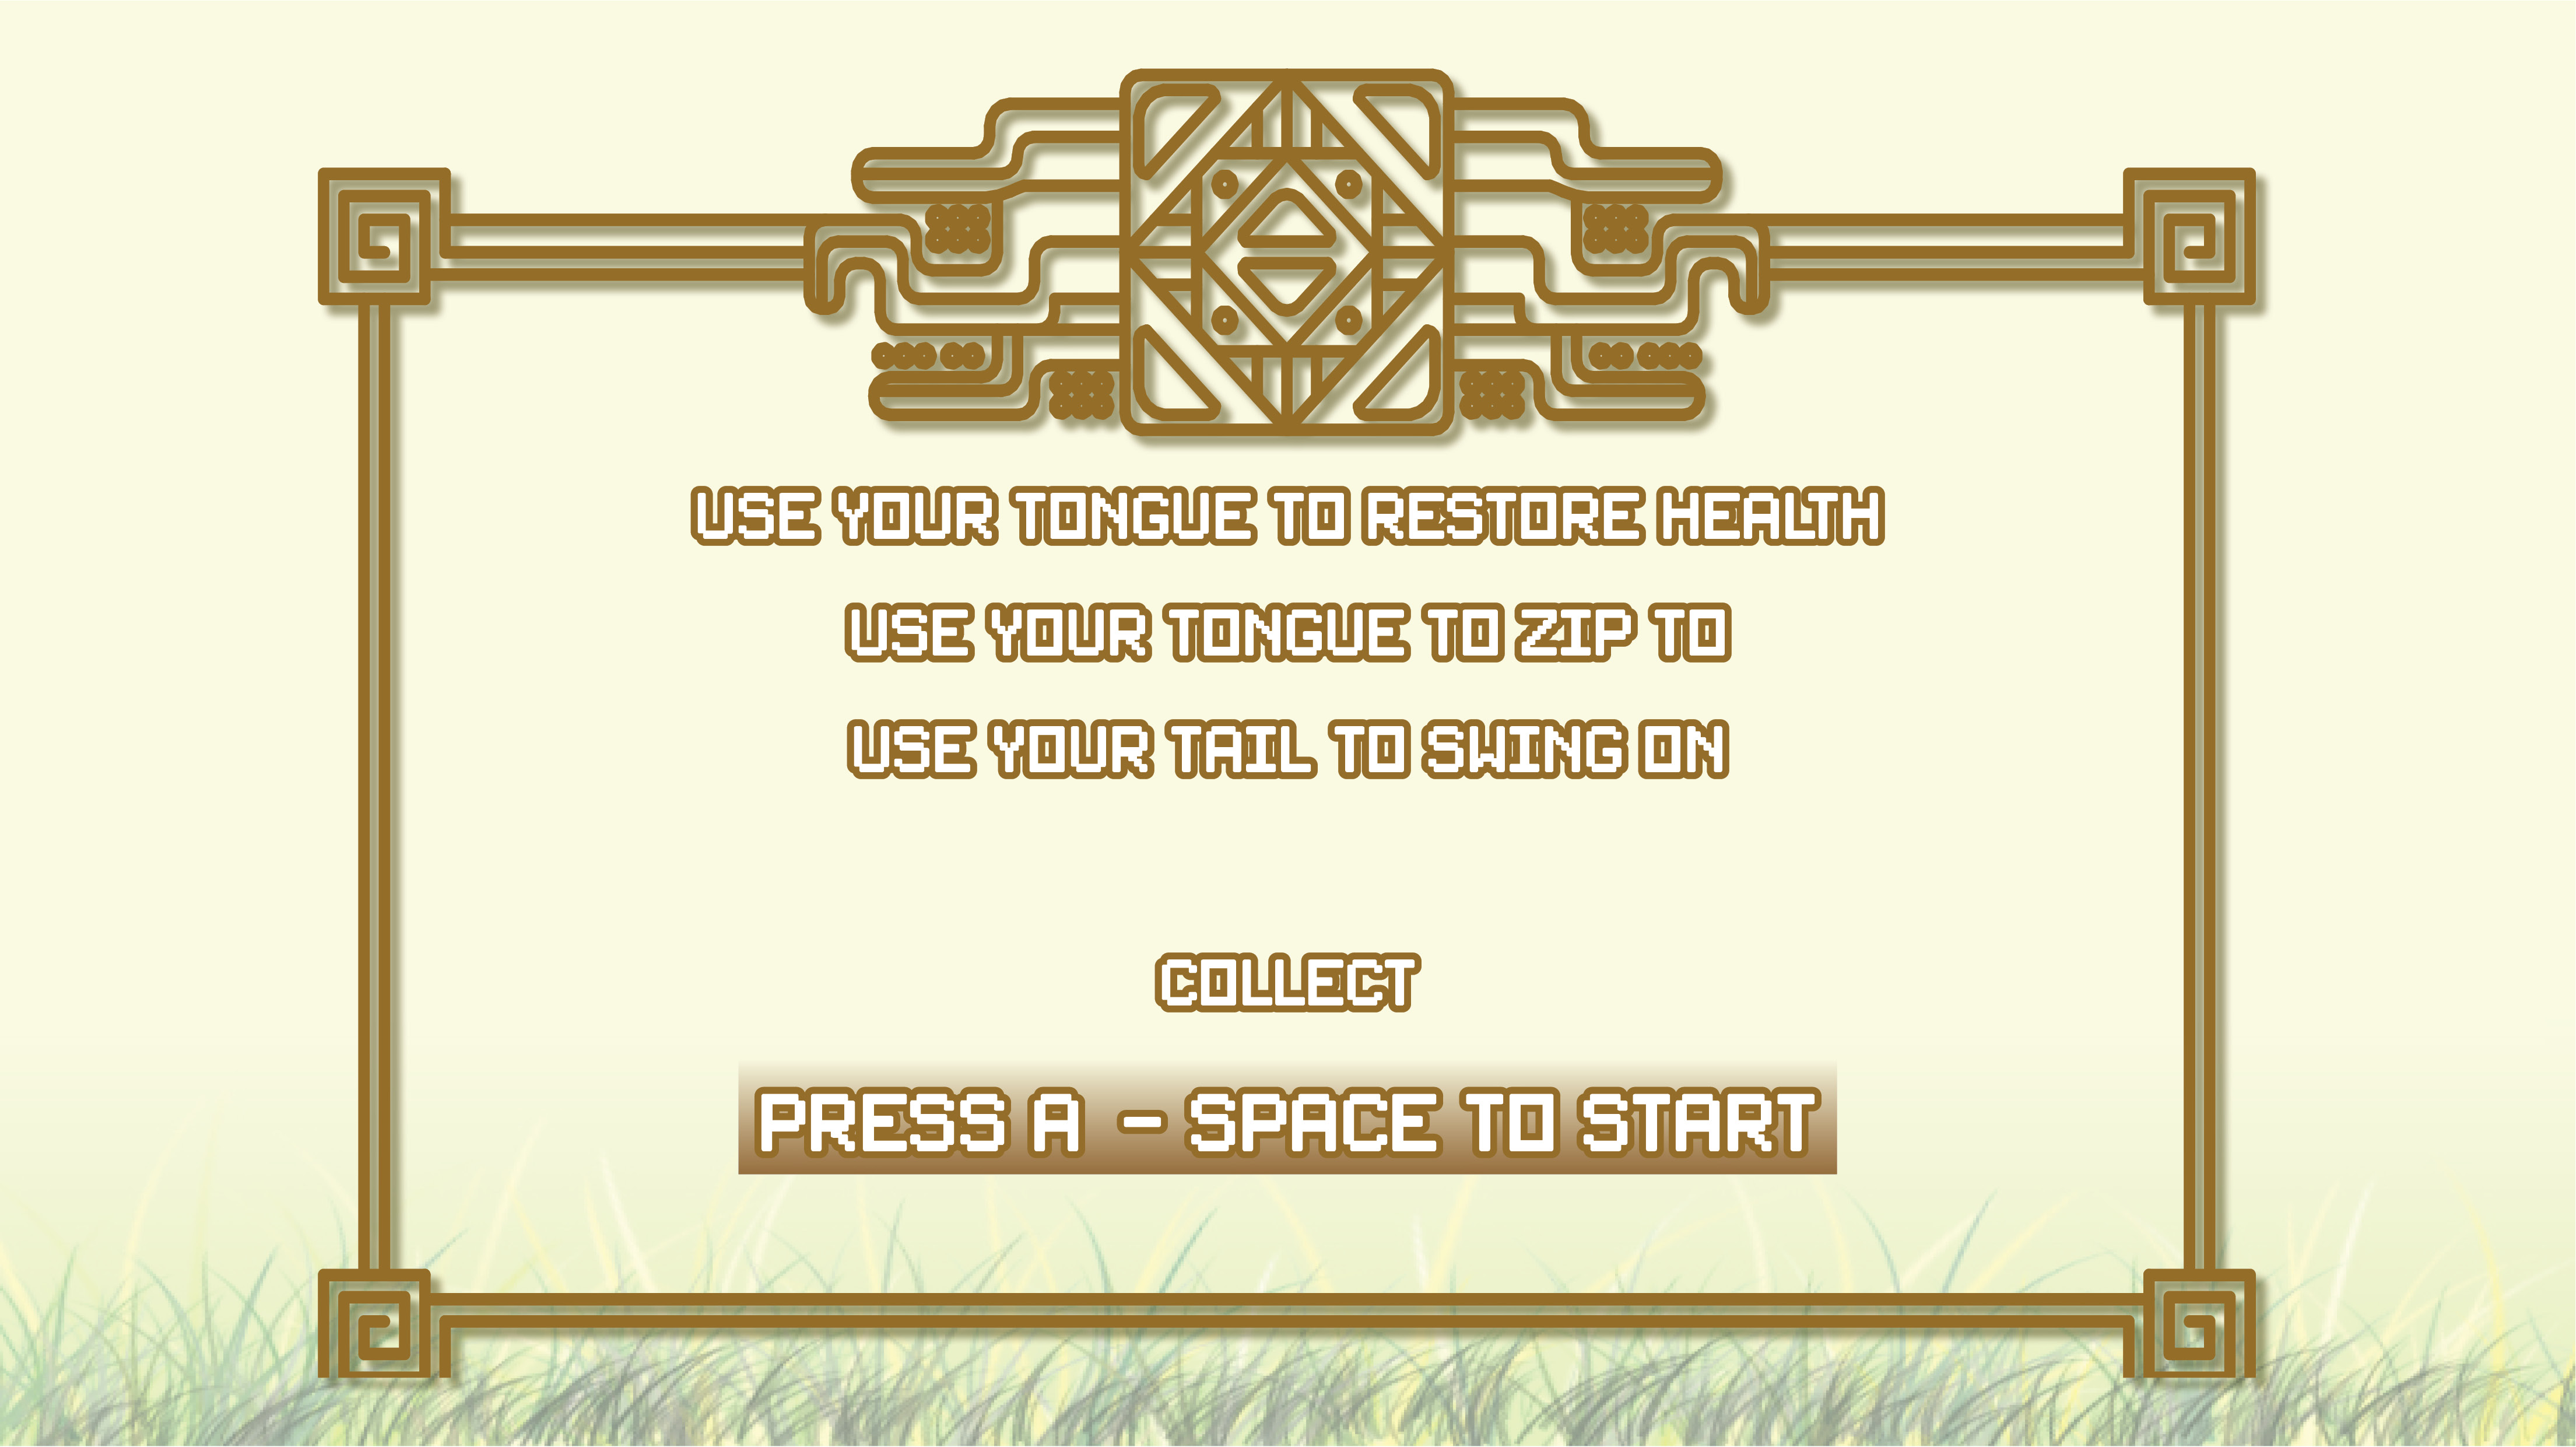 USE YOUR TONGUE TO RESTORE HEALTH
USE YOUR TONGUE TO ZIP TO
USE YOUR TAIL TO SWING ON
COLLECT
PRESS A - SPACE TO START